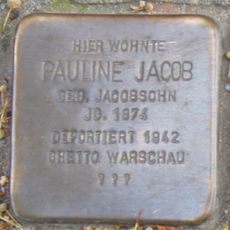 HIER WOHNTE
PAULINE JACOB
GEB. JACOBSOHN
JG. 1874
DEPORTIERT 1942
GHETTO WARSCHAU
? ? ?